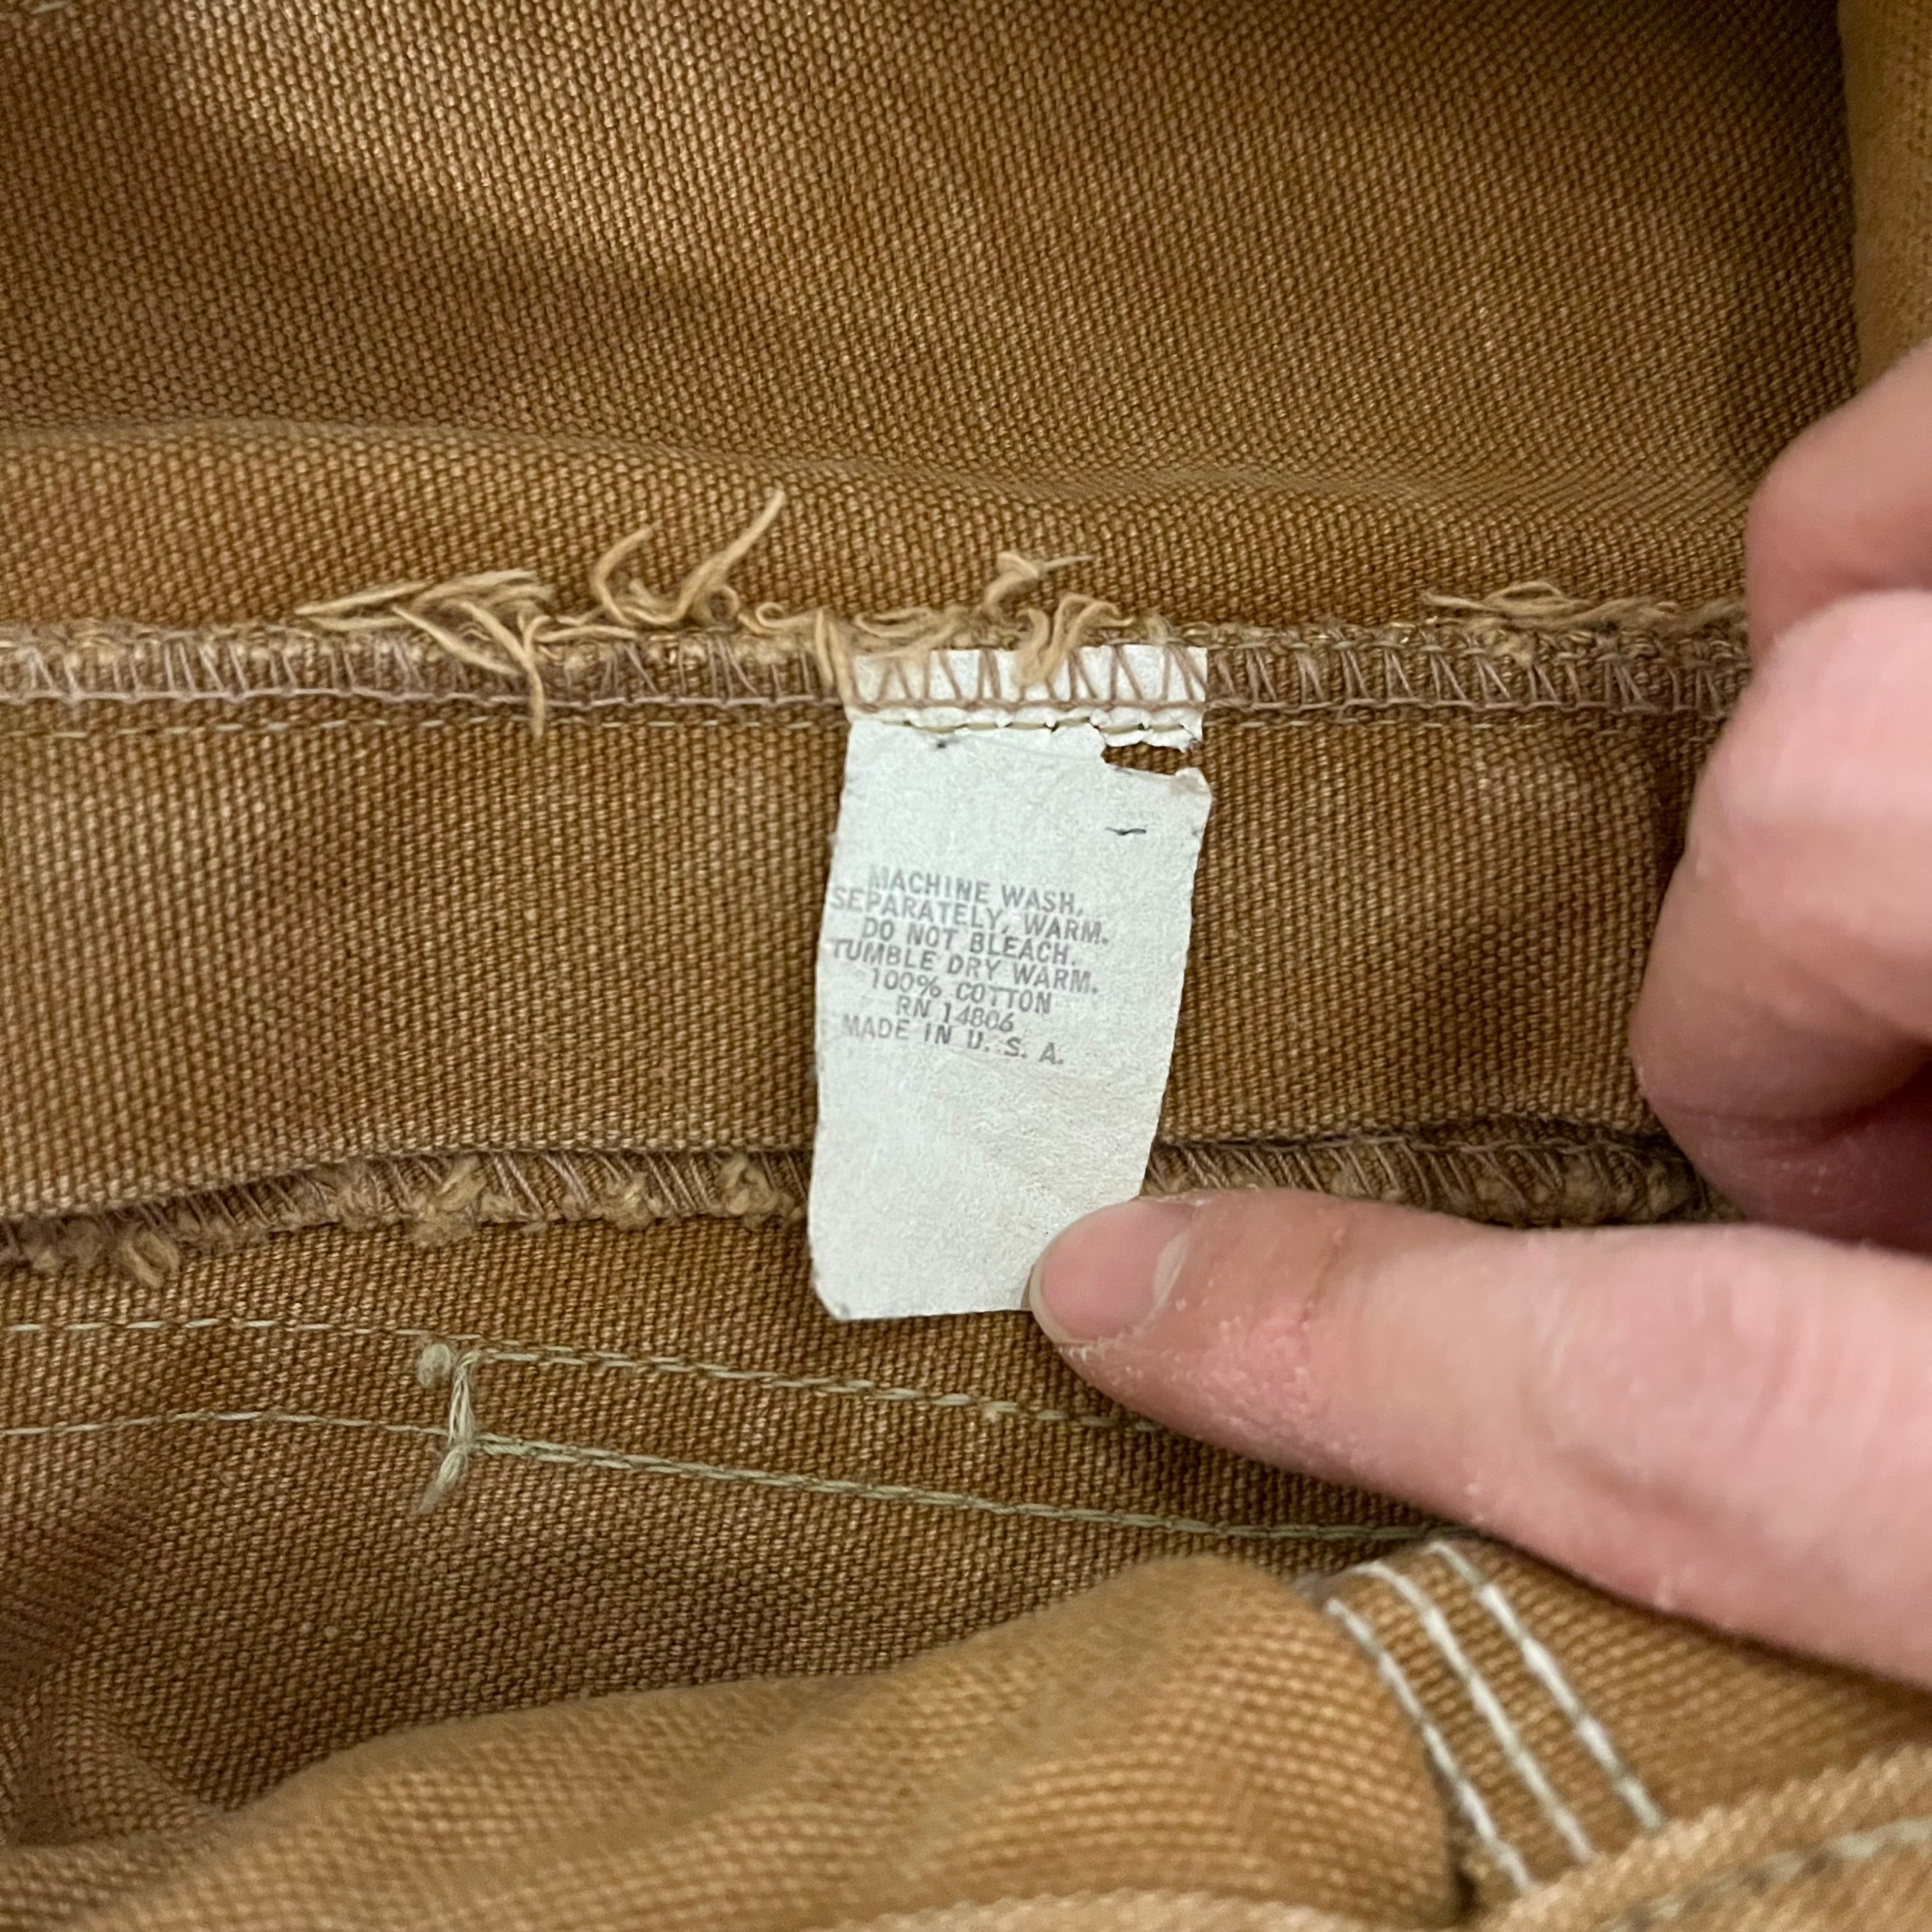 MACHINE WASH,
SEPARATELY, WARM.
DO NOT BLEACH.
TUMBLE DRY WARM.
100% COTTON
RN 14806
MADE IN U. S. A.